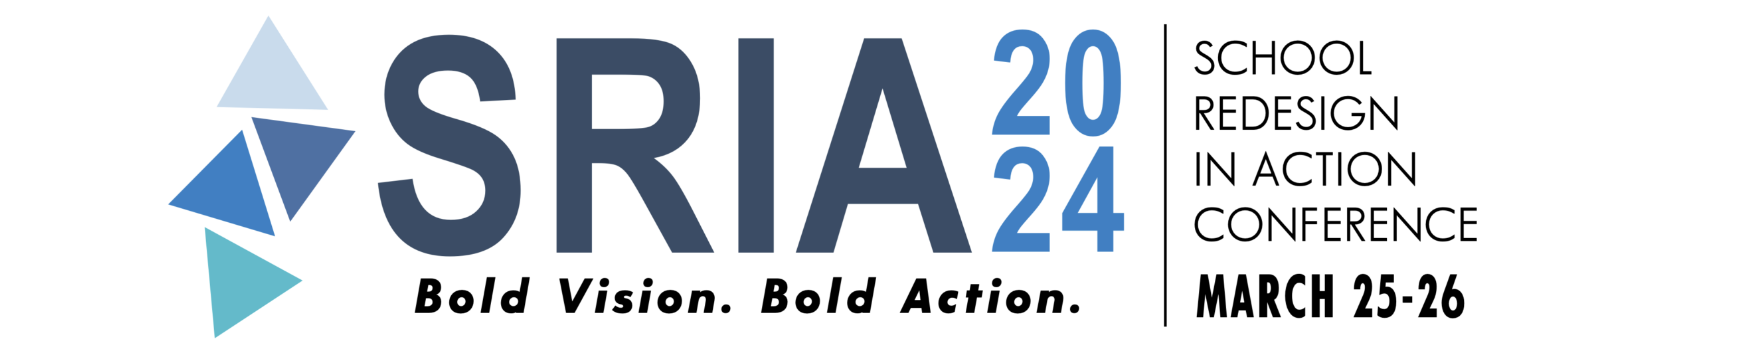 SRIA
20
24
Bold Vision. Bold Action.
SCHOOL
REDESIGN
IN ACTION
CONFERENCE
MARCH 25-26